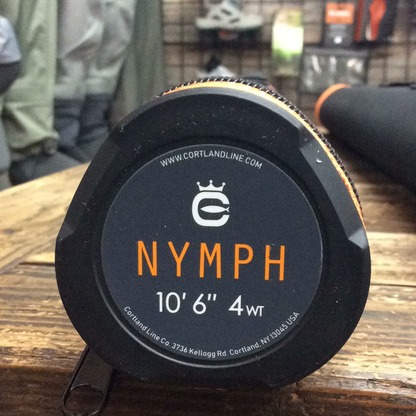 WWW.CORTLANDLINE.COM
NYMPH
10' 6" 4WT
Cortland Line Co. 3736 Kellogg Rd. Cortland, NY 13045 USA